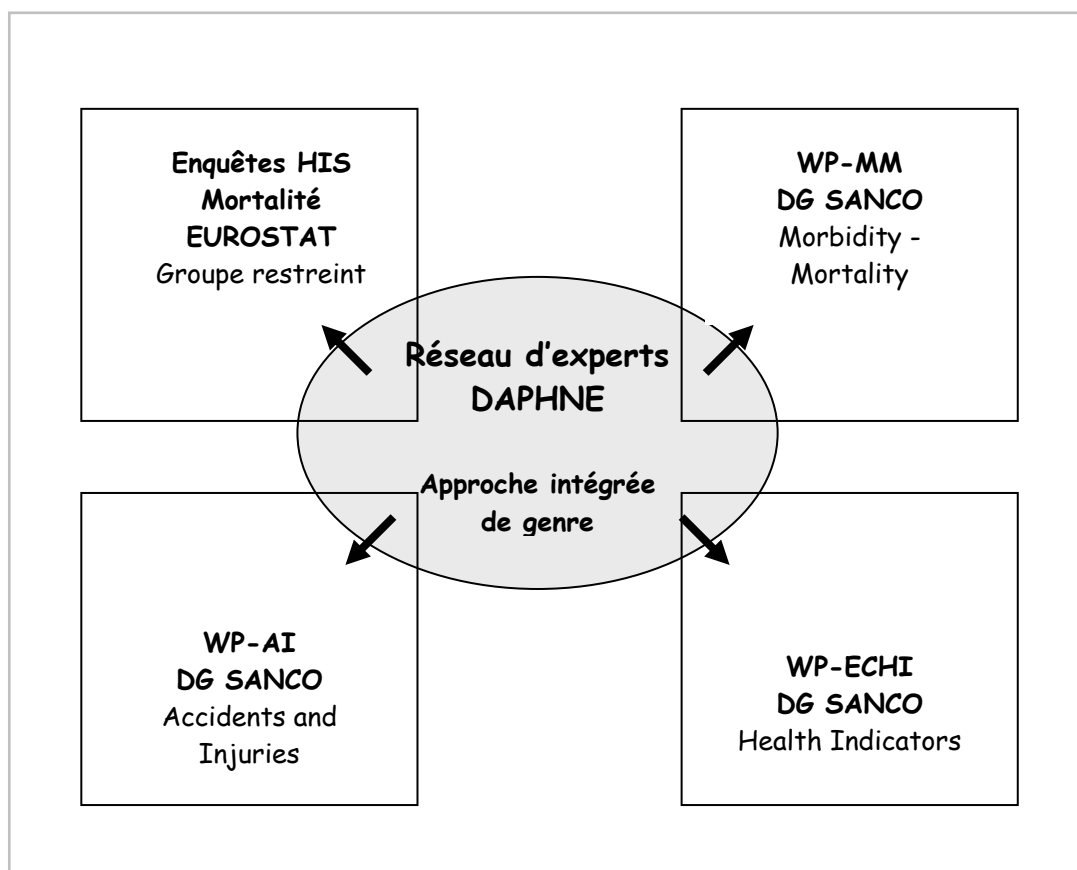 Enquêtes HIS
Mortalité
EUROSTAT
Groupe restreint
WP-MM
DG SANCO
Morbidity -
Mortality
Réseau d'experts
DAPHNE
Approche intégrée
de genre
WP-AI
DG SANCO
Accidents and
Injuries
WP-ECHI
DG SANCO
Health Indicators